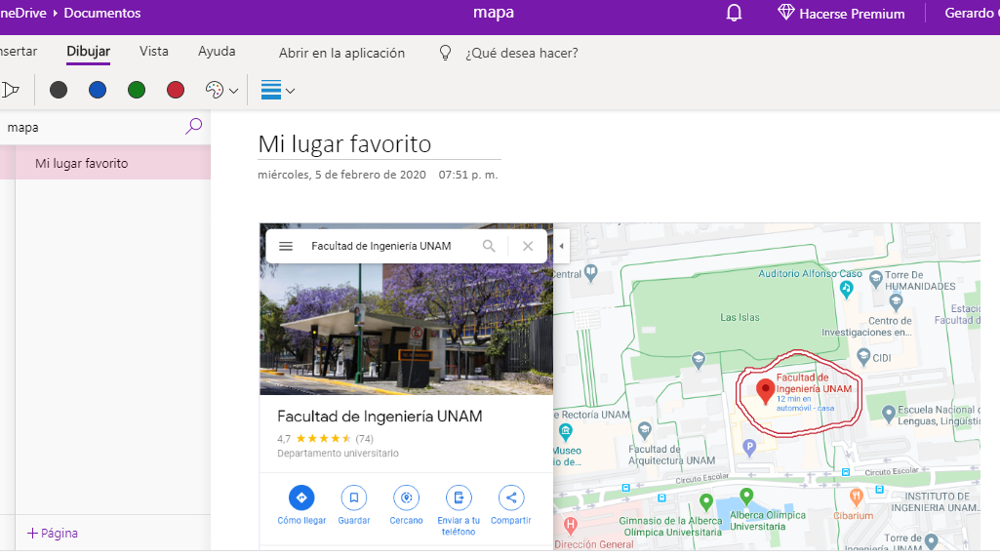 neDrive › Documentos
mapa
Hacerse Premium
Gerardo
nsertar
Dibujar
Vista
Ayuda
Abrir en la aplicación
¿Qué desea hacer?
mapa
Mi lugar favorito
+ Página
Mi lugar favorito
miércoles, 5 de febrero de 2020 07:51 p. m.
Facultad de Ingeniería UNAM
Facultad de Ingeniería UNAM
4,7 (74)
Departamento universitario
Cómo llegar
Guardar
Cercano
Enviar a tu
teléfono
Compartir
entral
Auditorio Alfonso Caso
Torre de
HUMANIDADES
Las Islas
Centro de
Investigaciones en...
Estacio
Facultad d
CIDI
Facultad de
Ingeniería UNAM
12 min en
automóvil - casa
Escuela Nacional d
Lenguas, Lingüístic
e Rectoría UNAM
Museo
io de...
Facultad de
Arquitectura UNAM
P
Circuito Escolar
Circuito Escolar
Gimnasio de la Alberca
Olímpica Universitaria
Alberca Olímpica
Universitaria
Cibarium
INSTITUTO DE
INGENIERIA UNAM,
Dirección General
Torre de
Ingeniería, UNAM